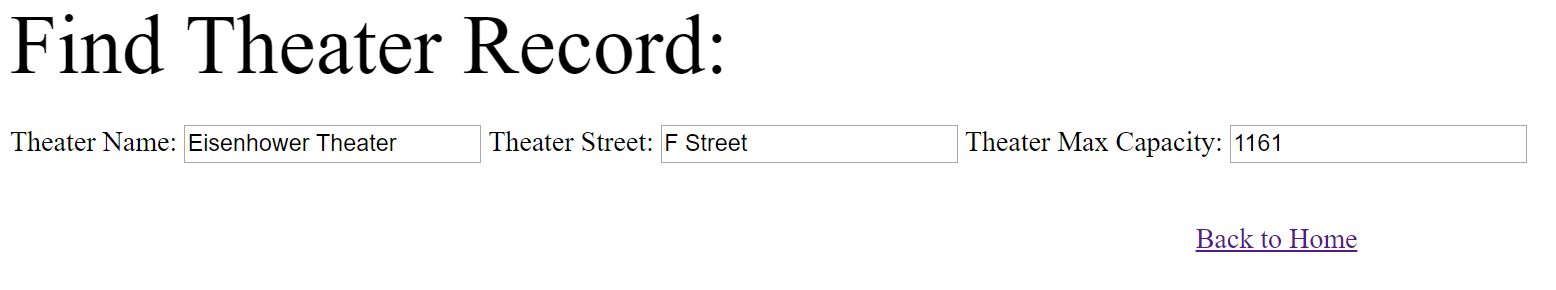 Find Theater Record:
Theater Name: Eisenhower Theater Theater Street: F Street Theater Max Capacity: 1161
Back to Home